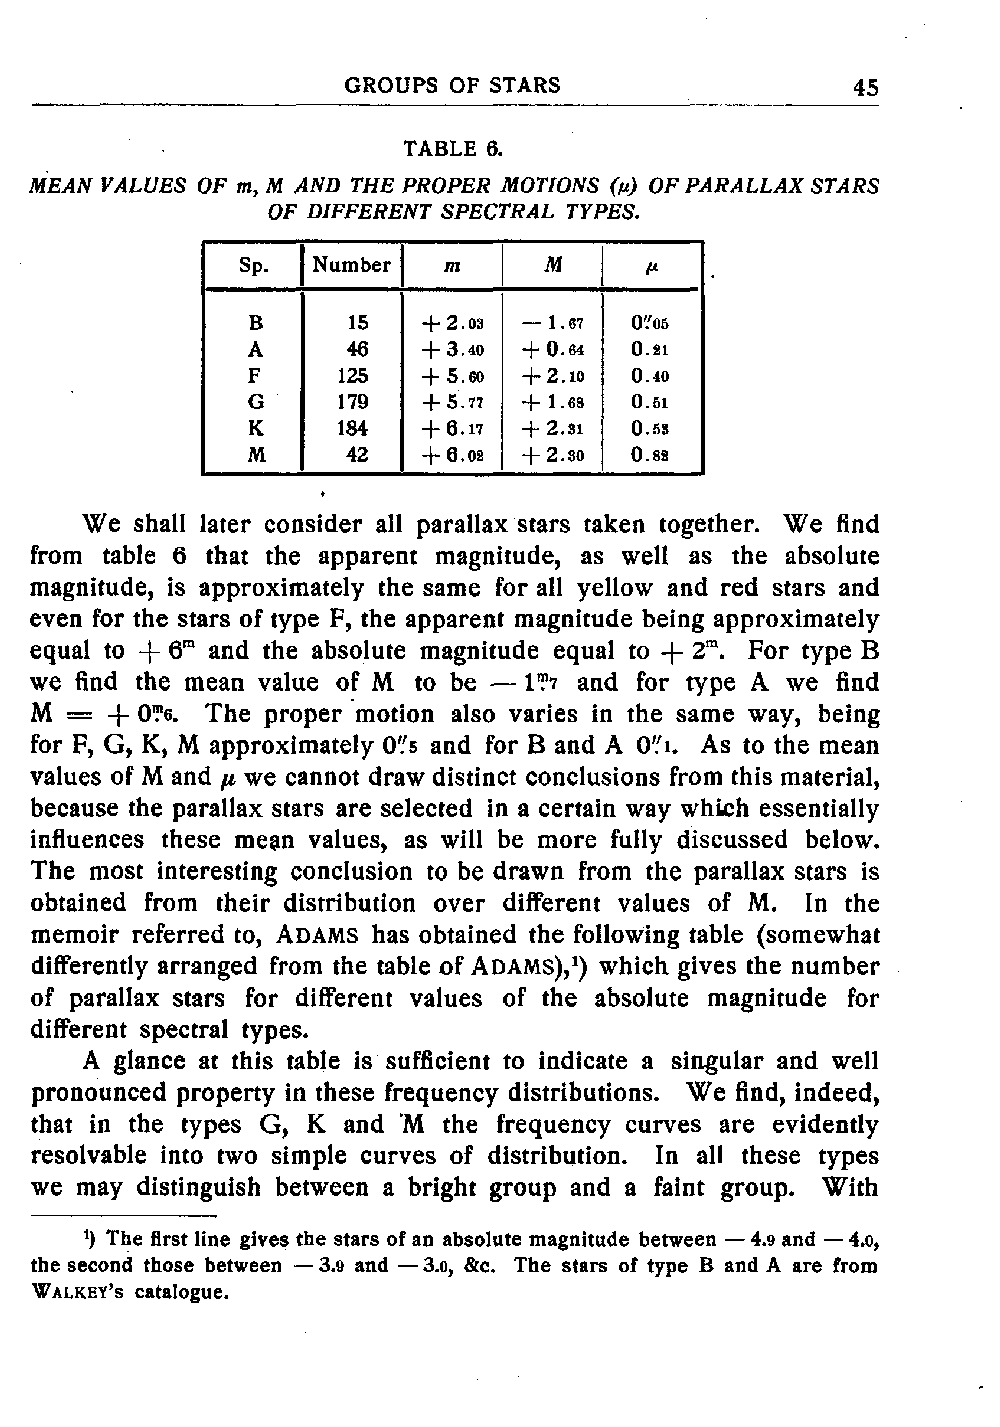 GROUPS OF STARS 45
TABLE 6.
MEAN VALUES OF m, M AND THE PROPER MOTIONS (μ) OF PARALLAX STARS
OF DIFFERENT SPECTRAL TYPES.
Sp. Number m M μ
B 15 +2.03 —1.67 0″.05
A 46 +3.40 +0.64 0.21
F 125 +5.60 +2.10 0.40
G 179 +5.77 +1.68 0.51
K 184 +6.17 +2.31 0.53
M 42 +6.02 +2.30 0.82
We shall later consider all parallax stars taken together. We find
from table 6 that the apparent magnitude, as well as the absolute
magnitude, is approximately the same for all yellow and red stars and
even for the stars of type F, the apparent magnitude being approximately
equal to + 6ᵐ and the absolute magnitude equal to + 2ᵐ. For type B
we find the mean value of M to be — 1ᵐ.7 and for type A we find
M = + 0ᵐ6. The proper motion also varies in the same way, being
for F, G, K, M approximately 0″.5 and for B and A 0″.1. As to the mean
values of M and μ we cannot draw distinct conclusions from this material,
because the parallax stars are selected in a certain way which essentially
influences these mean values, as will be more fully discussed below.
The most interesting conclusion to be drawn from the parallax stars is
obtained from their distribution over different values of M. In the
memoir referred to, ADAMS has obtained the following table (somewhat
differently arranged from the table of ADAMS),¹) which gives the number
of parallax stars for different values of the absolute magnitude for
different spectral types.
A glance at this table is sufficient to indicate a singular and well
pronounced property in these frequency distributions. We find, indeed,
that in the types G, K and M the frequency curves are evidently
resolvable into two simple curves of distribution. In all these types
we may distinguish between a bright group and a faint group. With
¹) The first line gives the stars of an absolute magnitude between — 4.9 and — 4.0,
the second those between — 3.9 and — 3.0, &c. The stars of type B and A are from
WALKEY'S catalogue.